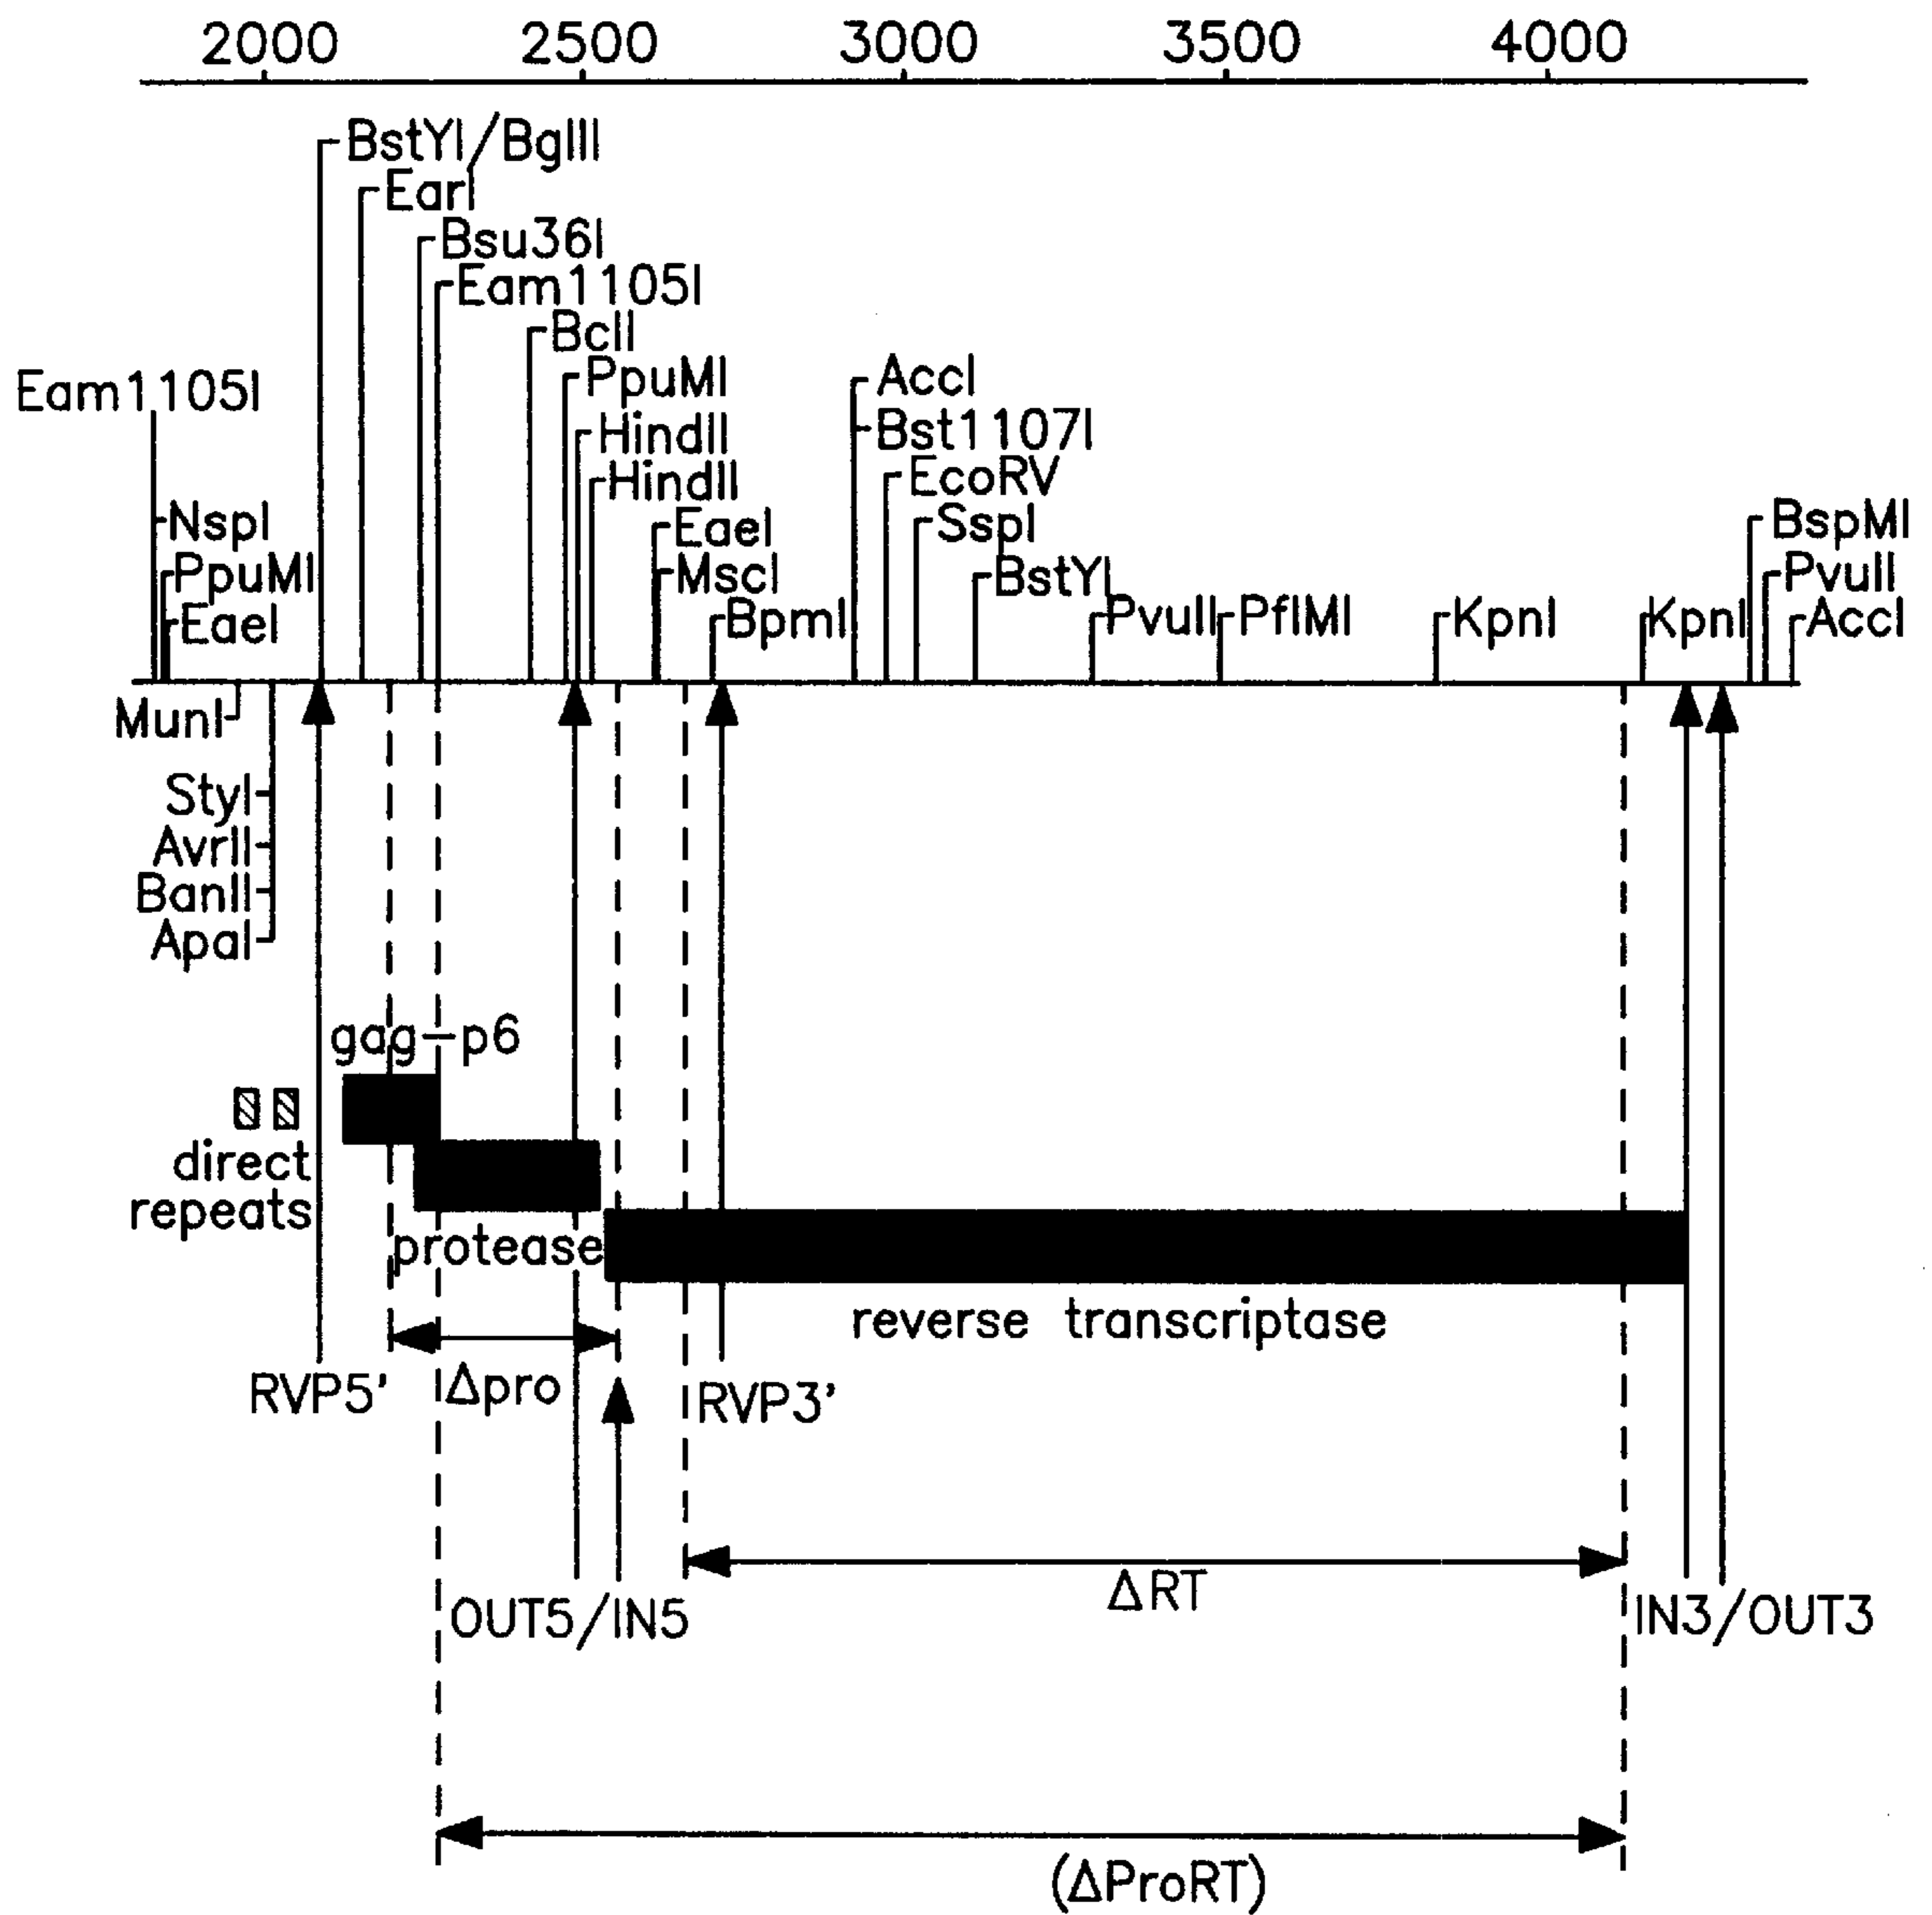 2000 2500 3000 3500 4000
BstYI/BglII
EarI
Bsu36I
Eam1105I
BclI
Eam1105I
PpuMI
AccI
HindII
Bst1107I
HindII
EcoRV
NspI
EaeI
SspI
BspMI
PpuMI
MscI
BstYI
PvuII
EaeI
BpmI
PvuII
PflMI
KpnI
KpnI
AccI
MunI
StyI
AvrII
BanII
ApaI
gag-p6
direct
repeats
protease
reverse transcriptase
RVP5'
Δpro
RVP3'
ΔRT
OUT5/IN5
IN3/OUT3
(ΔProRT)